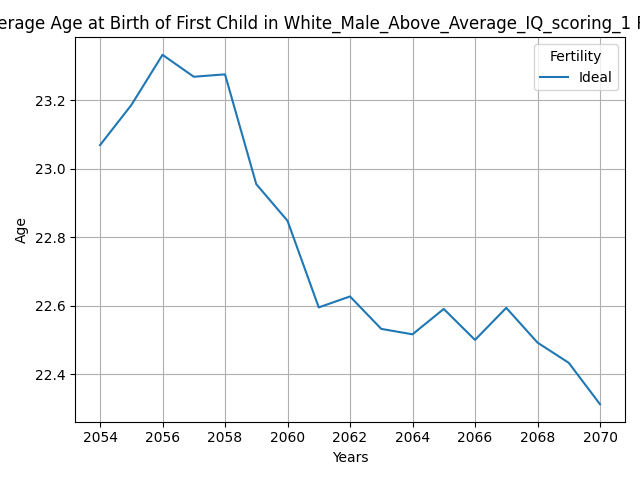 Age at Birth of First Child in White_Male_Above_Average_IQ_scoring_1
Fertility
Ideal
23.2
23.0
22.8
22.6
22.4
Age
2054 2056 2058 2060 2062 2064 2066 2068 2070
Years